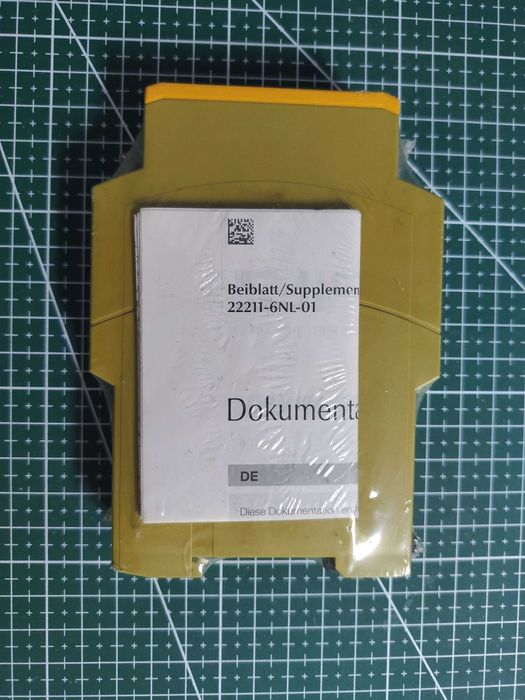 Beiblatt/Supplemen
22211-6NL-01
Dokumenta
DE
Diese Dokumentation en